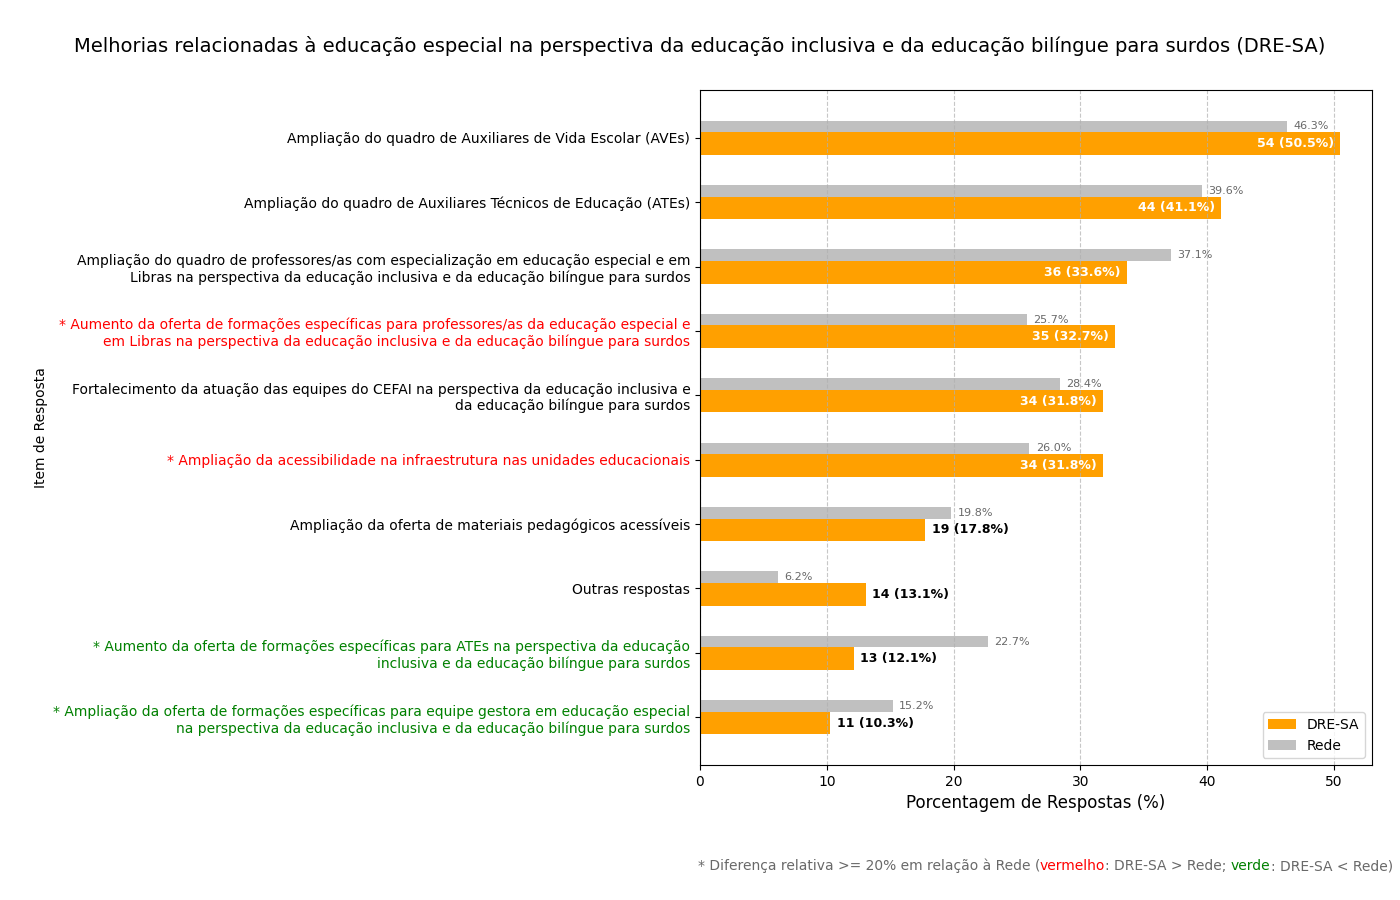 Melhorias relacionadas à educação especial na perspectiva da educação inclusiva e da educação bilíngue para surdos (DRE-SA)
Item de Resposta
Ampliação do quadro de Auxiliares de Vida Escolar (AVEs)
46.3%
54 (50.5%)
Ampliação do quadro de Auxiliares Técnicos de Educação (ATEs)
39.6%
44 (41.1%)
Ampliação do quadro de professores/as com especialização em educação especial e em
Libras na perspectiva da educação inclusiva e da educação bilíngue para surdos
37.1%
36 (33.6%)
* Aumento da oferta de formações específicas para professores/as da educação especial e
em Libras na perspectiva da educação inclusiva e da educação bilíngue para surdos
25.7%
35 (32.7%)
Fortalecimento da atuação das equipes do CEFAI na perspectiva da educação inclusiva e
da educação bilíngue para surdos
28.4%
34 (31.8%)
* Ampliação da acessibilidade na infraestrutura nas unidades educacionais
26.0%
34 (31.8%)
Ampliação da oferta de materiais pedagógicos acessíveis
19.8%
19 (17.8%)
Outras respostas
6.2%
14 (13.1%)
* Aumento da oferta de formações específicas para ATEs na perspectiva da educação
inclusiva e da educação bilíngue para surdos
22.7%
13 (12.1%)
* Ampliação da oferta de formações específicas para equipe gestora em educação especial
na perspectiva da educação inclusiva e da educação bilíngue para surdos
15.2%
11 (10.3%)
DRE-SA
Rede
0 10 20 30 40 50
Porcentagem de Respostas (%)
* Diferença relativa >= 20% em relação à Rede (vermelho: DRE-SA > Rede; verde: DRE-SA < Rede)